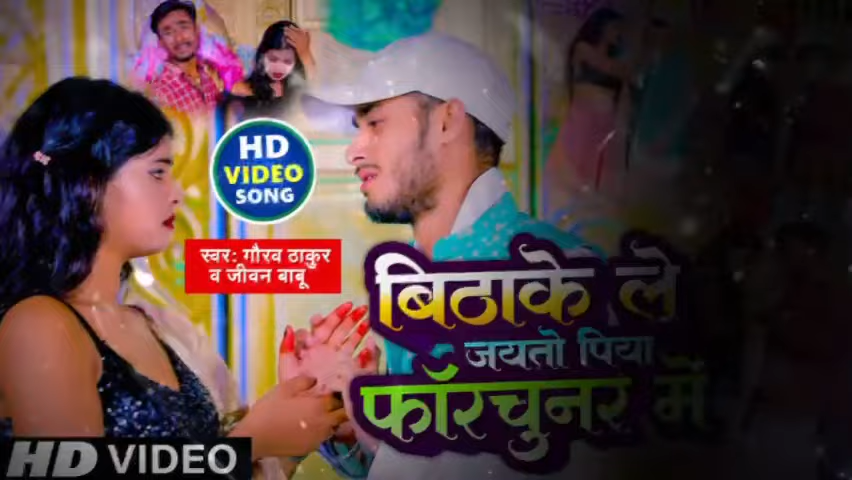 HD
VIDEO
SONG
स्वरः गौरव ठाकुर
व जीवन बाबू
बिठाके ले
जयतो पिया
फॉरचुनर में
HD VIDEO